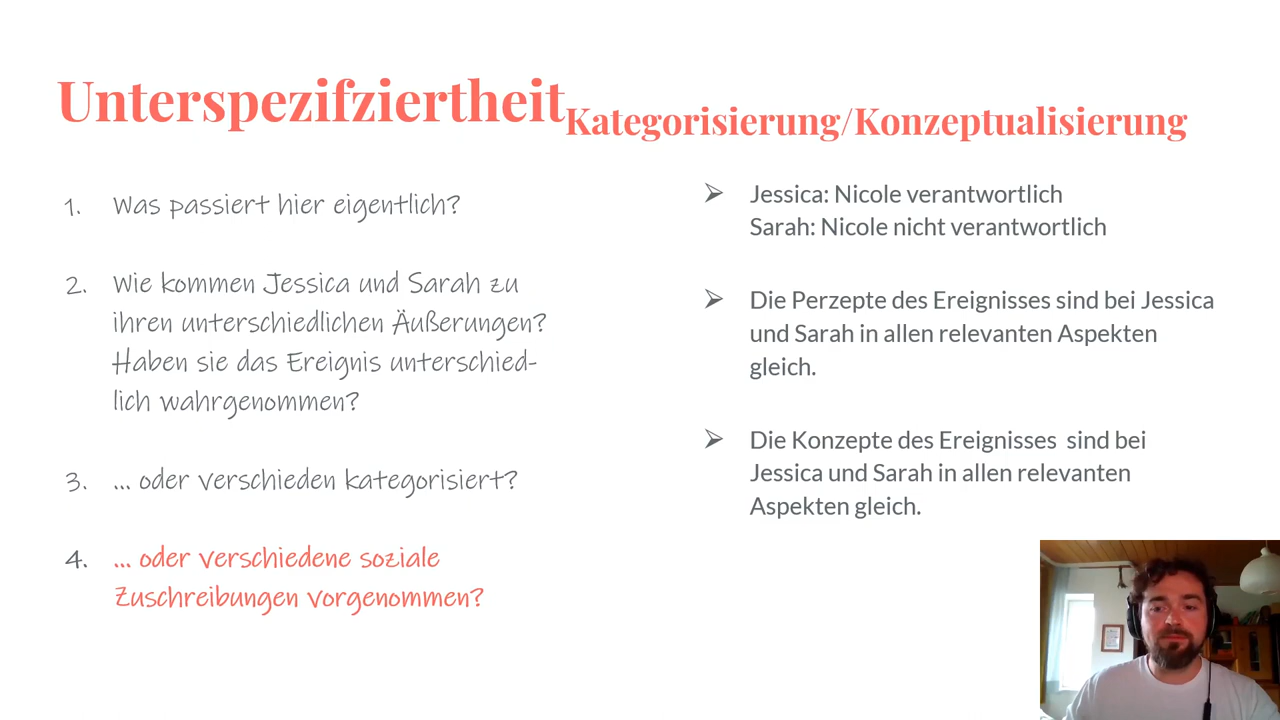 Unterspezifziertheit Kategorisierung/Konzeptualisierung
1. Was passiert hier eigentlich?
2. Wie kommen Jessica und Sarah zu
ihren unterschiedlichen Äußerungen?
Haben sie das Ereignis unterschied-
lich wahrgenommen?
3. ... oder verschieden kategorisiert?
4. ... oder verschiedene soziale
Zuschreibungen vorgenommen?
➢ Jessica: Nicole verantwortlich
Sarah: Nicole nicht verantwortlich
➢ Die Perzepte des Ereignisses sind bei Jessica
und Sarah in allen relevanten Aspekten
gleich.
➢ Die Konzepte des Ereignisses sind bei
Jessica und Sarah in allen relevanten
Aspekten gleich.